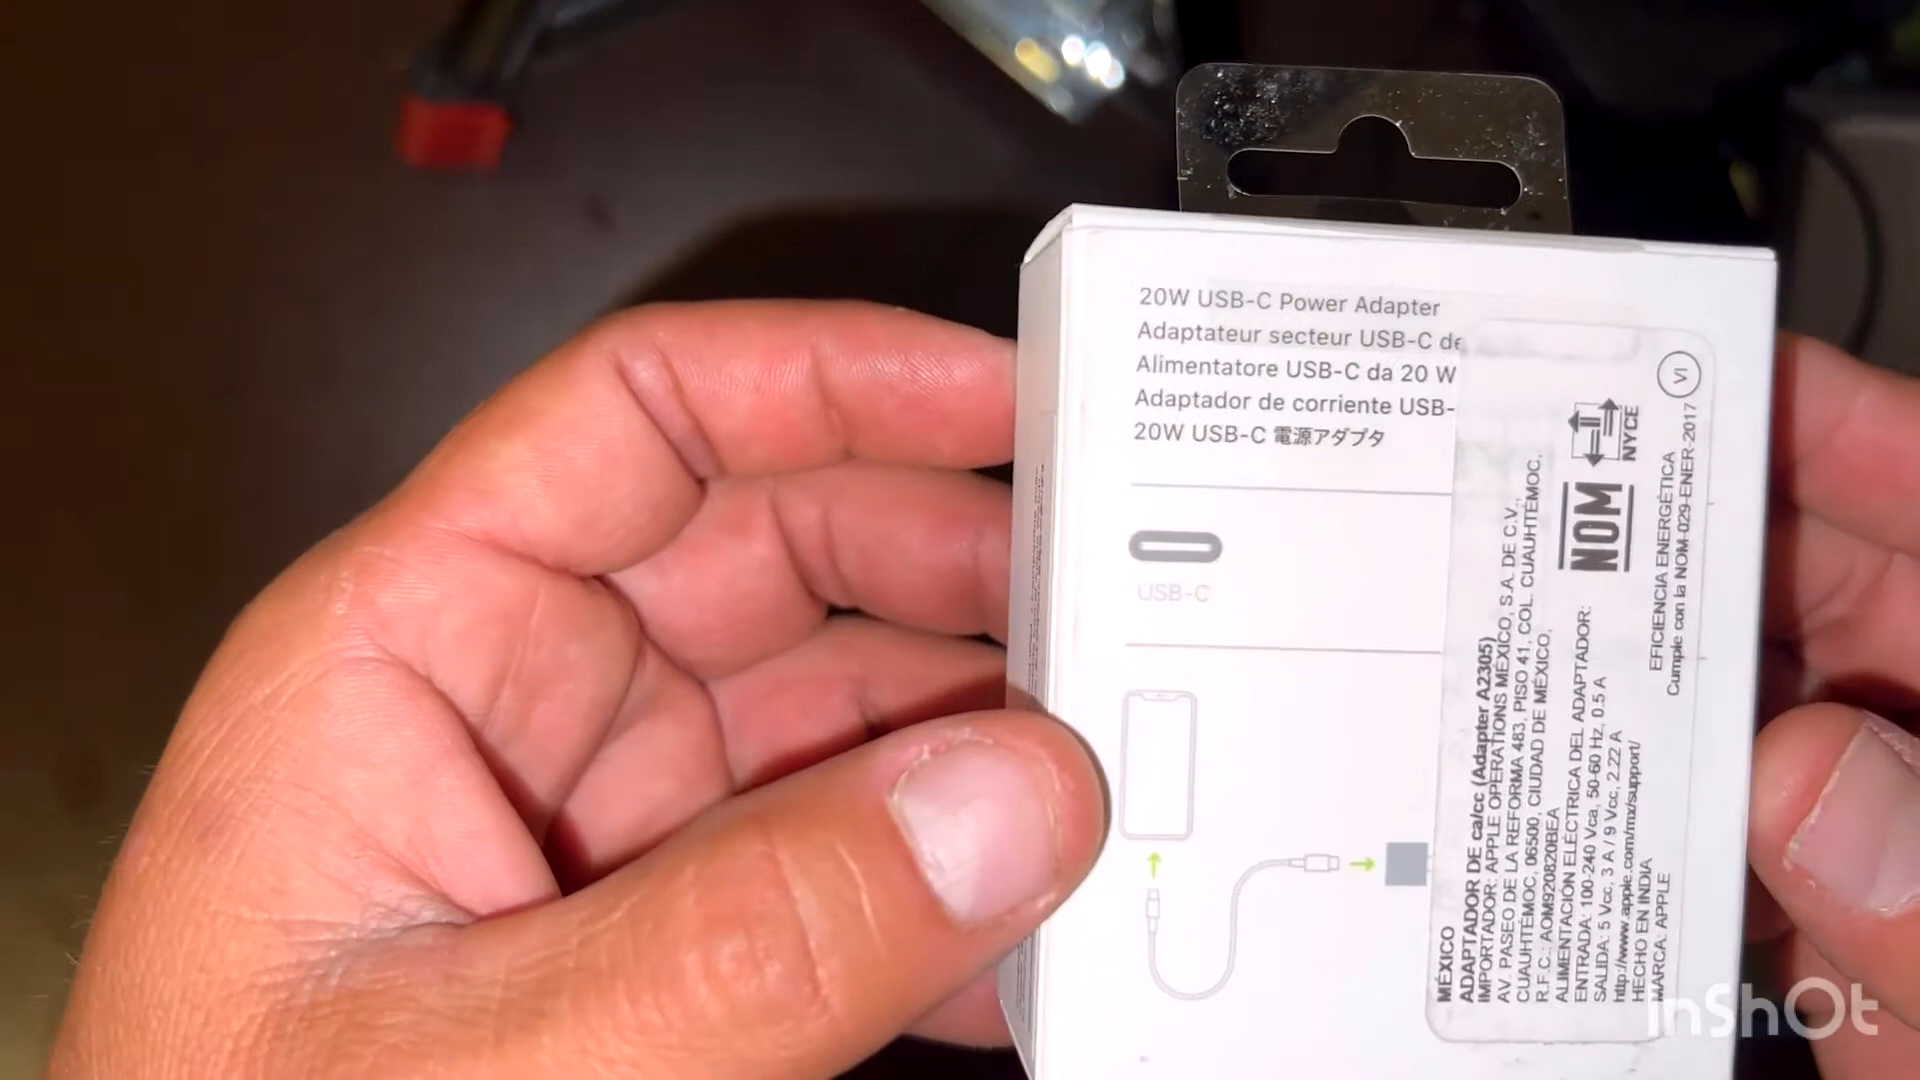 20W USB-C Power Adapter
Adaptateur secteur USB-C de
Alimentatore USB-C da 20 W
Adaptador de corriente USB-
20W USB-C 電源アダプタ
USB-C
MÉXICO
ADAPTADOR DE ca/cc (Adapter A2305)
IMPORTADOR: APPLE OPERATIONS MÉXICO, S.A. DE C.V.,
AV. PASEO DE LA REFORMA 483, PISO 41, COL. CUAUHTÉMOC,
CUAUHTÉMOC, 06500, CIUDAD DE MÉXICO,
R.F.C.: AOM920820BEA
ALIMENTACIÓN ELÉCTRICA DEL ADAPTADOR:
ENTRADA: 100-240 Vca, 50-60 Hz, 0.5 A
SALIDA: 5 Vcc, 3 A / 9 Vcc, 2.22 A
http://www.apple.com/mx/support/
HECHO EN INDIA
MARCA: APPLE
NOM
NYCE
VI
EFICIENCIA ENERGÉTICA
Cumple con la NOM-029-ENER-2017
InShOt